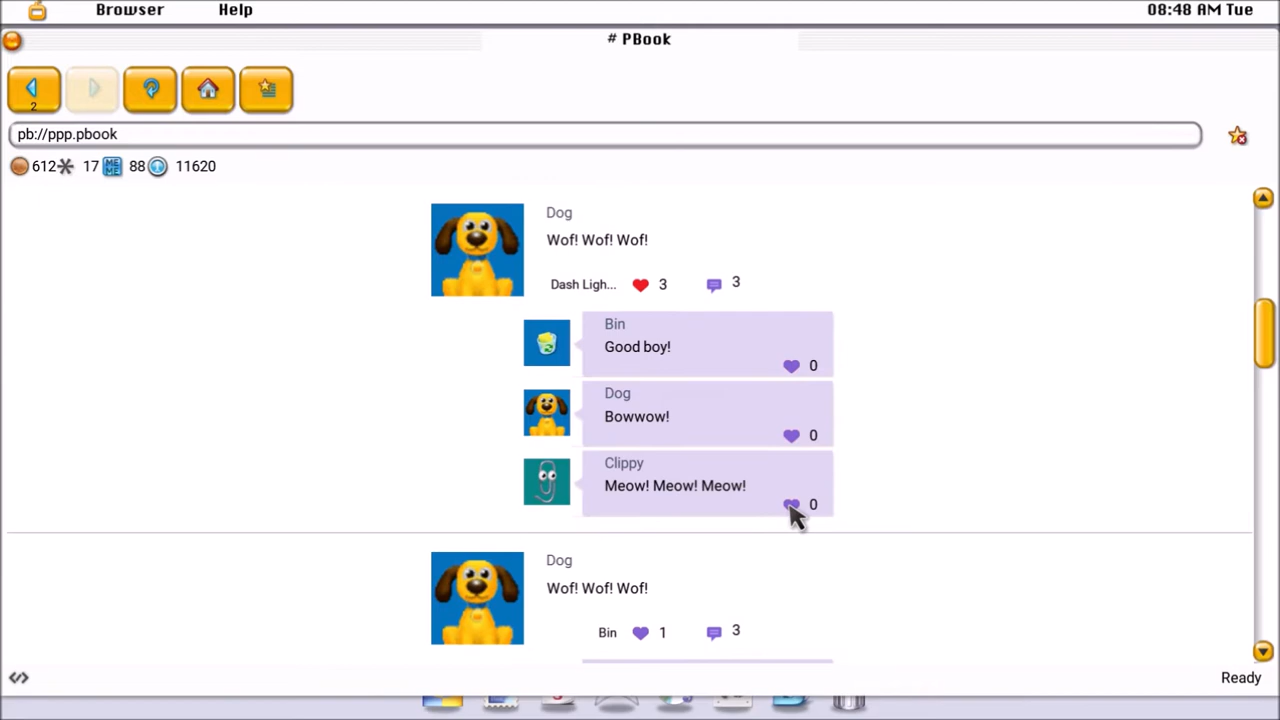 Browser Help 08:48 AM Tue
# PBook
2
pb://ppp.pbook
612 17 MEME 88 11620
Dog
Wof! Wof! Wof!
Dash Ligh... 3 3
Bin
Good boy!
0
Dog
Bowwow!
0
Clippy
Meow! Meow! Meow!
0
Dog
Wof! Wof! Wof!
Bin 1 3
Ready